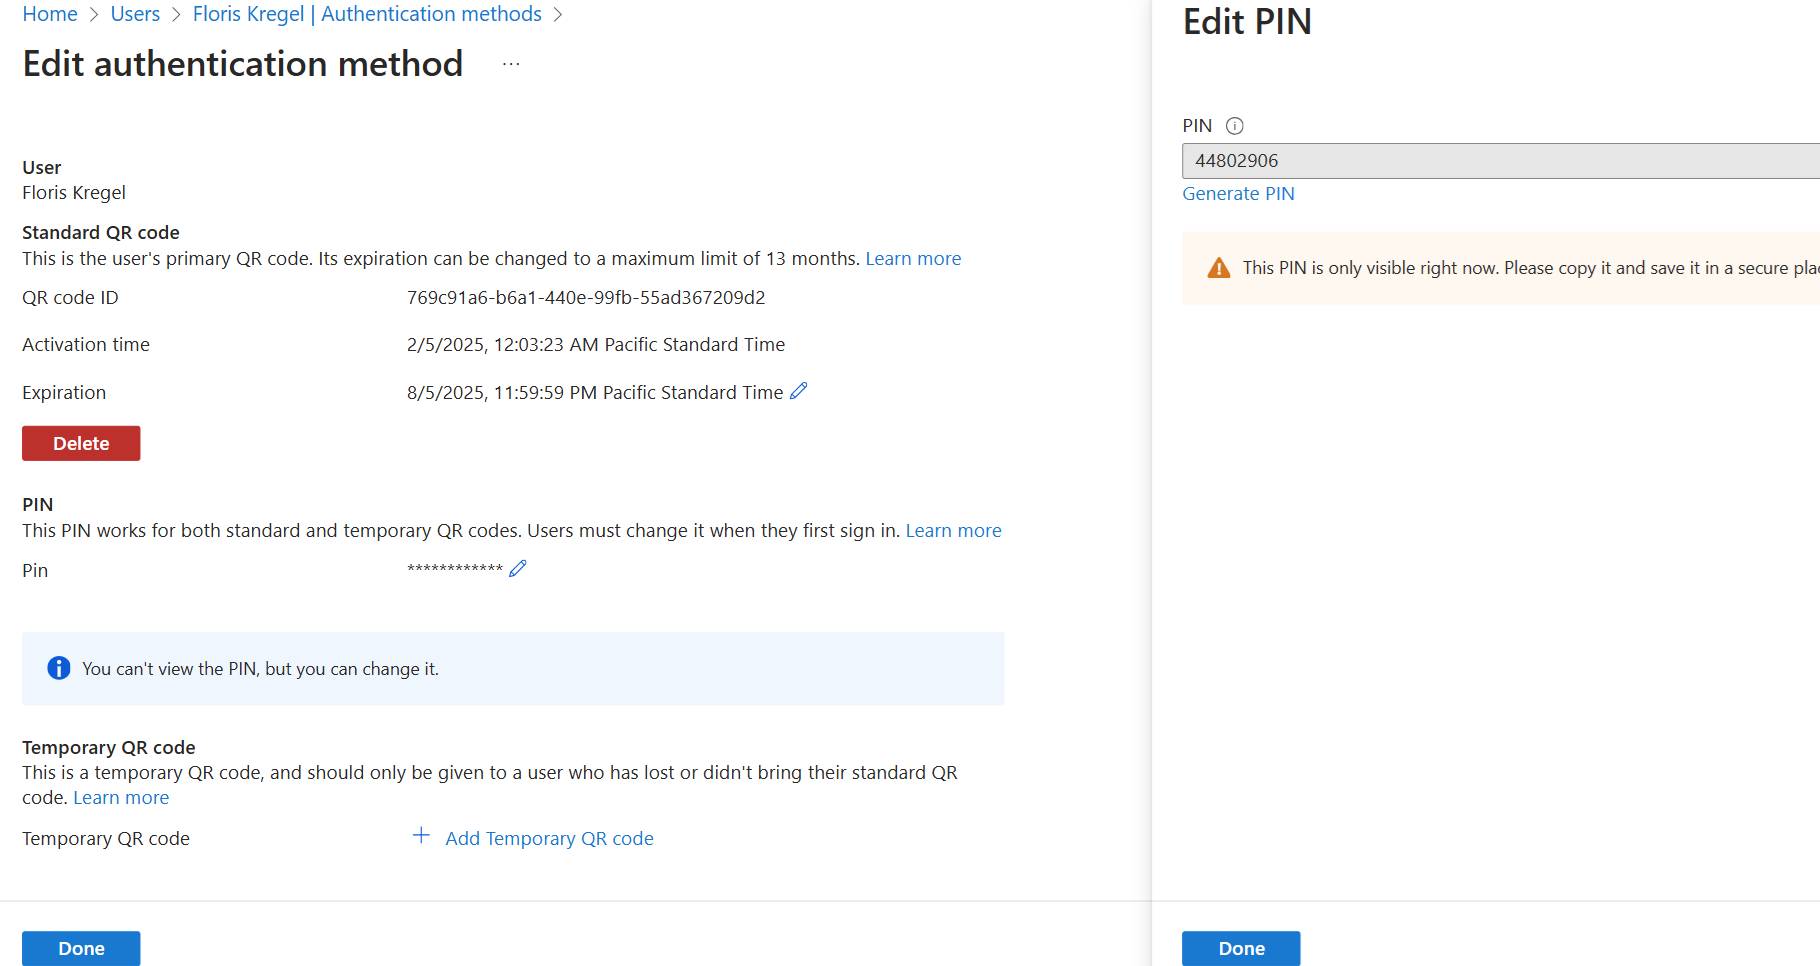 Home > Users > Floris Kregel | Authentication methods >
Edit authentication method ...
User
Floris Kregel
Standard QR code
This is the user's primary QR code. Its expiration can be changed to a maximum limit of 13 months. Learn more
QR code ID 769c91a6-b6a1-440e-99fb-55ad367209d2
Activation time 2/5/2025, 12:03:23 AM Pacific Standard Time
Expiration 8/5/2025, 11:59:59 PM Pacific Standard Time
Delete
PIN
This PIN works for both standard and temporary QR codes. Users must change it when they first sign in. Learn more
Pin ************
You can't view the PIN, but you can change it.
Temporary QR code
This is a temporary QR code, and should only be given to a user who has lost or didn't bring their standard QR
code. Learn more
Temporary QR code + Add Temporary QR code
Done
Edit PIN
PIN
44802906
Generate PIN
This PIN is only visible right now. Please copy it and save it in a secure
Done